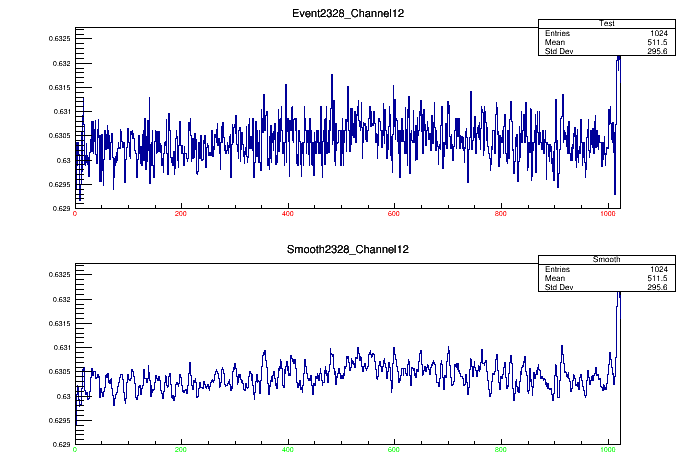 Event2328_Channel12
Test
Entries 1024
Mean 511.5
Std Dev 295.6
0.6325
0.632
0.6315
0.631
0.6305
0.63
0.6295
0.629
0 200 400 600 800 1000
Smooth2328_Channel12
Smooth
Entries 1024
Mean 511.5
Std Dev 295.6
0.6325
0.632
0.6315
0.631
0.6305
0.63
0.6295
0.629
0 200 400 600 800 1000